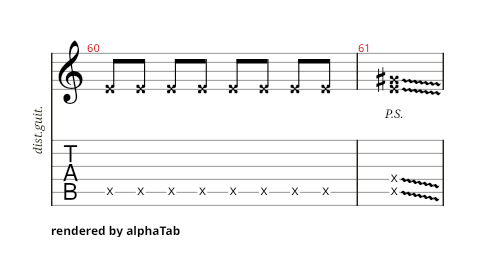 60 61
dist.guit.
P.S.
T
A
B
x x x x x x x x x
x
rendered by alphaTab